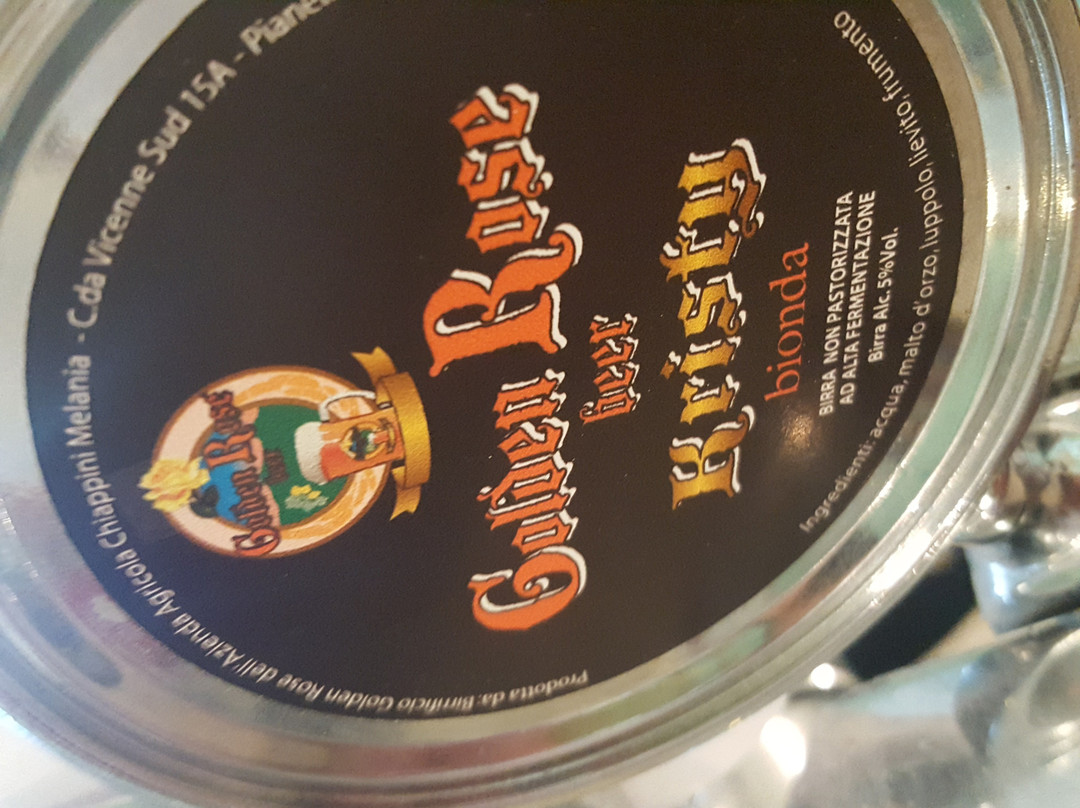 Prodotta da: Birrificio Golden Rose dell'Azienda Agricola Chiappini Melania - C.da Vicenne Sud 15A -
Golden Rose
Golden Rose
beer
Kristy
bionda
BIRRA NON PASTORIZZATA
AD ALTA FERMENTAZIONE
Birra Alc. 5%Vol.
Ingredienti: acqua, malto d'orzo, luppolo, lievito, frumento